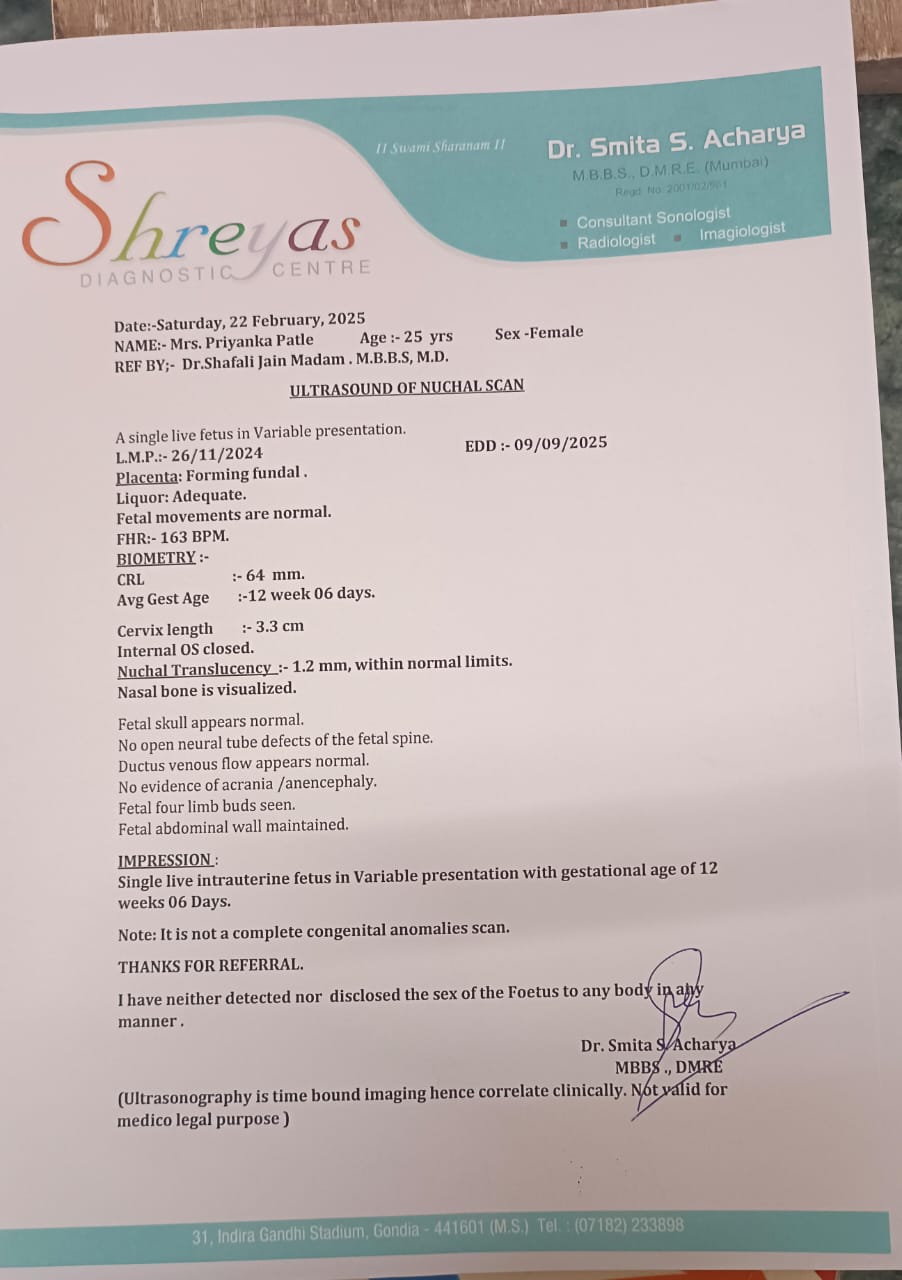 II Swami Sharanam II
Dr. Smita S. Acharya
M.B.B.S., D.M.R.E. (Mumbai)
Regd. No. 2001/02/
Consultant Sonologist
Radiologist Imagiologist
Shreyas
DIAGNOSTIC CENTRE
Date:-Saturday, 22 February, 2025
NAME:- Mrs. Priyanka Patle Age :- 25 yrs Sex -Female
REF BY;- Dr.Shafali Jain Madam . M.B.B.S, M.D.
ULTRASOUND OF NUCHAL SCAN
A single live fetus in Variable presentation.
L.M.P.:- 26/11/2024 EDD :- 09/09/2025
Placenta: Forming fundal .
Liquor: Adequate.
Fetal movements are normal.
FHR:- 163 BPM.
BIOMETRY :-
CRL :- 64 mm.
Avg Gest Age :-12 week 06 days.
Cervix length :- 3.3 cm
Internal OS closed.
Nuchal Translucency :- 1.2 mm, within normal limits.
Nasal bone is visualized.
Fetal skull appears normal.
No open neural tube defects of the fetal spine.
Ductus venous flow appears normal.
No evidence of acrania /anencephaly.
Fetal four limb buds seen.
Fetal abdominal wall maintained.
IMPRESSION :
Single live intrauterine fetus in Variable presentation with gestational age of 12
weeks 06 Days.
Note: It is not a complete congenital anomalies scan.
THANKS FOR REFERRAL.
I have neither detected nor disclosed the sex of the Foetus to any body in any
manner .
Dr. Smita S. Acharya
MBBS ., DMRE
(Ultrasonography is time bound imaging hence correlate clinically. Not valid for
medico legal purpose )
31, Indira Gandhi Stadium, Gondia - 441601 (M.S.) Tel. : (07182) 233898